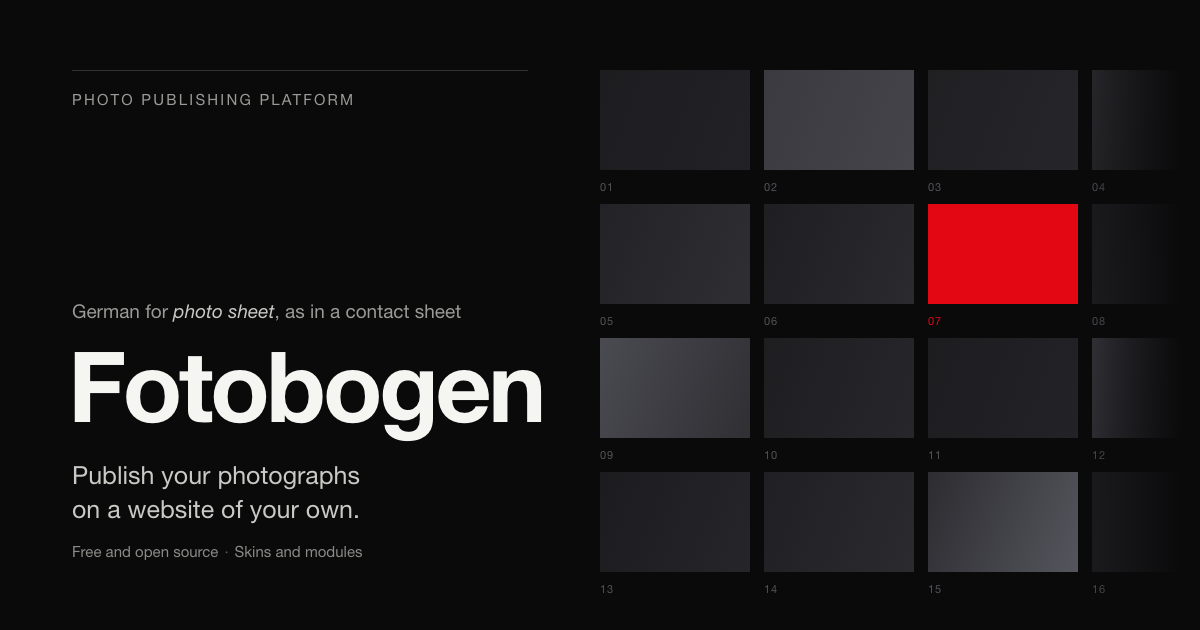 PHOTO PUBLISHING PLATFORM
German for photo sheet, as in a contact sheet
Fotobogen
Publish your photographs
on a website of your own.
Free and open source · Skins and modules
01 02 03 04
05 06 07 08
09 10 11 12
13 14 15 16